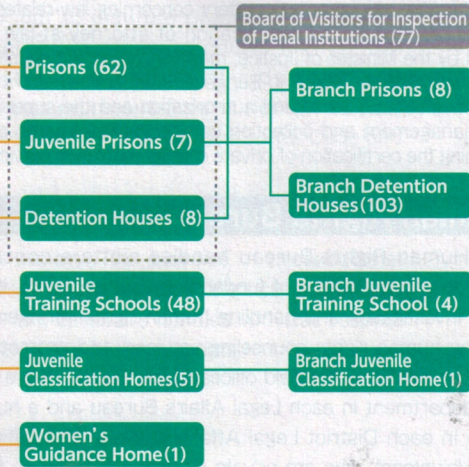 Board of Visitors for Inspection
of Penal Institutions (77)
Prisons (62)
Branch Prisons (8)
Juvenile Prisons (7)
Branch Detention
Houses(103)
Detention Houses (8)
Juvenile
Training Schools (48)
Branch Juvenile
Training School (4)
Juvenile
Classification Homes(51)
Branch Juvenile
Classification Home(1)
Women's
Guidance Home(1)